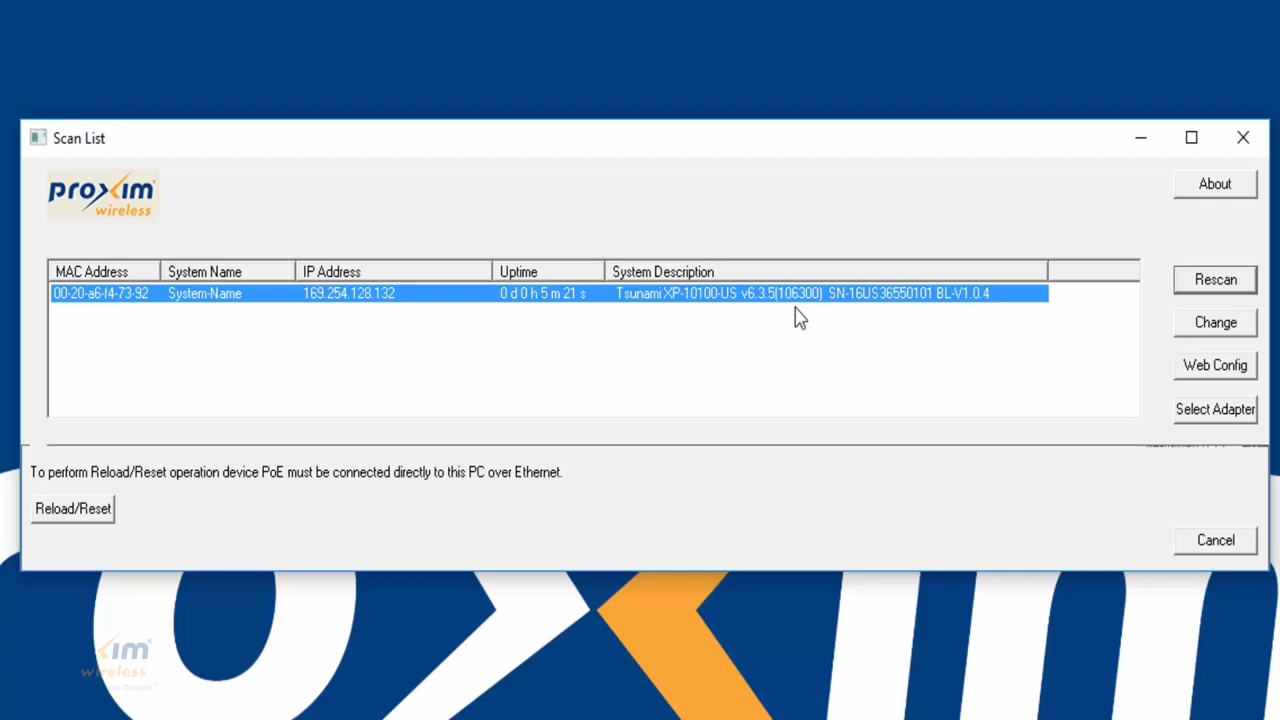 Scan List
proxim
wireless
About
MAC Address System Name IP Address Uptime System Description
00-20-a6-f4-73-92 System-Name 169.254.128.132 0 d 0 h 5 m 21 s Tsunami XP-10100-US v6.3.5(106300) SN-16US36550101 BL-V1.0.4
Rescan
Change
Web Config
Select Adapter
To perform Reload/Reset operation device PoE must be connected directly to this PC over Ethernet.
Reload/Reset
Cancel
oxim
xim
wireless